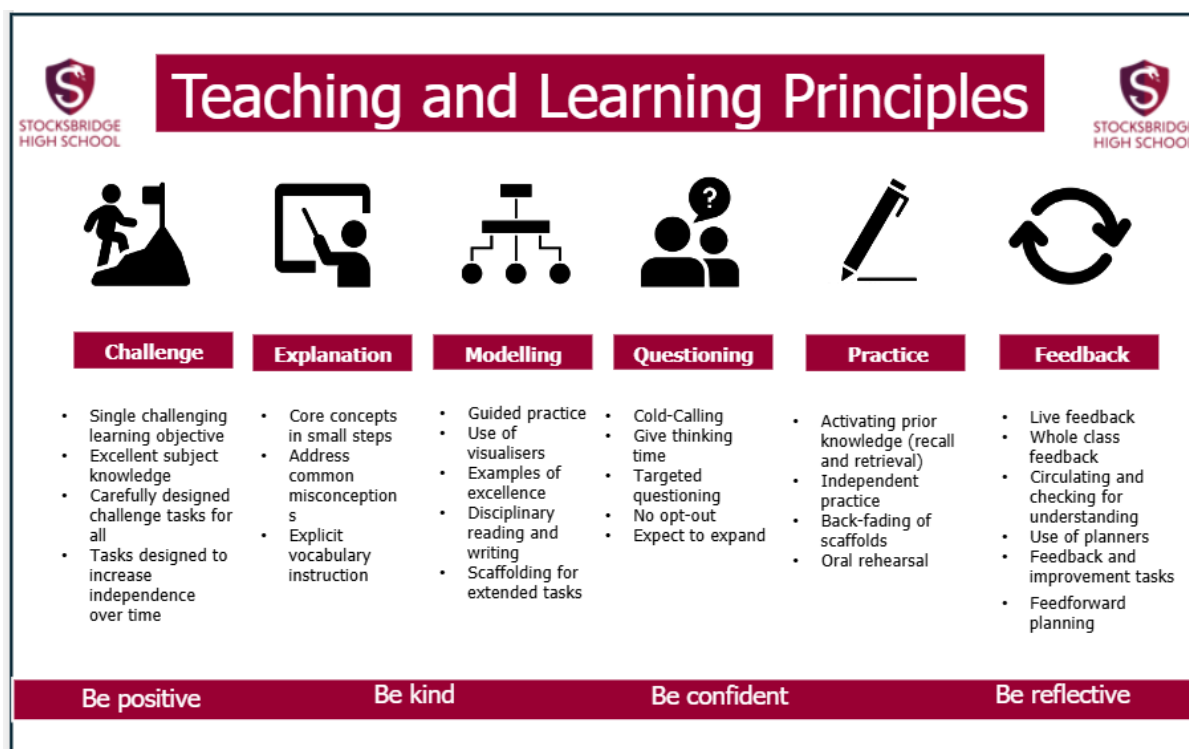 Teaching and Learning Principles
STOCKSBRIDGE
HIGH SCHOOL
STOCKSBRIDGE
HIGH SCHOOL
?
Challenge
• Single challenging
learning objective
• Excellent subject
knowledge
• Carefully designed
challenge tasks for
all
• Tasks designed to
increase
independence
over time
Explanation
• Core concepts
in small steps
• Address
common
misconception
s
• Explicit
vocabulary
instruction
Modelling
• Guided practice
• Use of
visualisers
• Examples of
excellence
• Disciplinary
reading and
writing
• Scaffolding for
extended tasks
Questioning
• Cold-Calling
• Give thinking
time
• Targeted
questioning
• No opt-out
• Expect to expand
Practice
• Activating prior
knowledge (recall
and retrieval)
• Independent
practice
• Back-fading of
scaffolds
• Oral rehearsal
Feedback
• Live feedback
• Whole class
feedback
• Circulating and
checking for
understanding
• Use of planners
• Feedback and
improvement tasks
• Feedforward
planning
Be positive
Be kind
Be confident
Be reflective